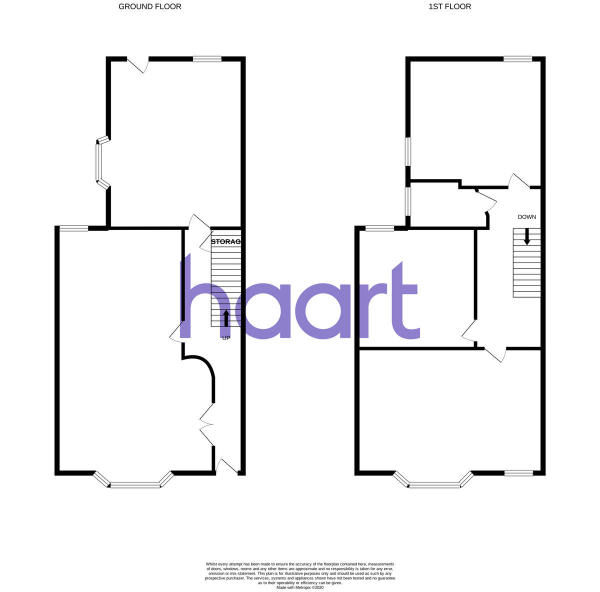 GROUND FLOOR
1ST FLOOR
DOWN
STORAG
haart
UP
Whilst every attempt has been made to ensure the accuracy of the floorplan contained here, measurements
of doors, windows, rooms and any other items are approximate and no responsibility is taken for any error,
omission or mis-statement. This plan is for illustrative purposes only and should be used as such by any
prospective purchaser. The services, systems and appliances shown have not been tested and no guarantee
as to their operability or efficiency can be given.
Made with Metropix ©2020